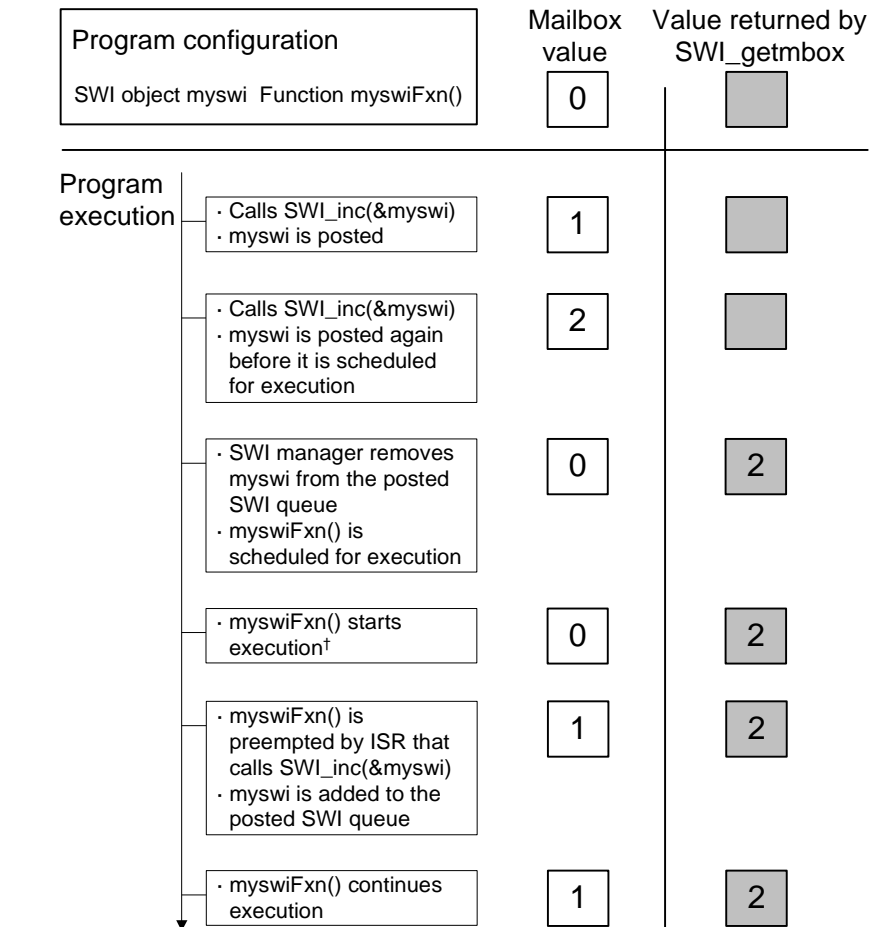 Program configuration
SWI object myswi Function myswiFxn()
Mailbox
value
Value returned by
SWI_getmbox
0
Program
execution
· Calls SWI_inc(&myswi)
· myswi is posted
1
· Calls SWI_inc(&myswi)
· myswi is posted again
before it is scheduled
for execution
2
· SWI manager removes
myswi from the posted
SWI queue
· myswiFxn() is
scheduled for execution
0
2
· myswiFxn() starts
execution†
0
2
· myswiFxn() is
preempted by ISR that
calls SWI_inc(&myswi)
· myswi is added to the
posted SWI queue
1
2
· myswiFxn() continues
execution
1
2